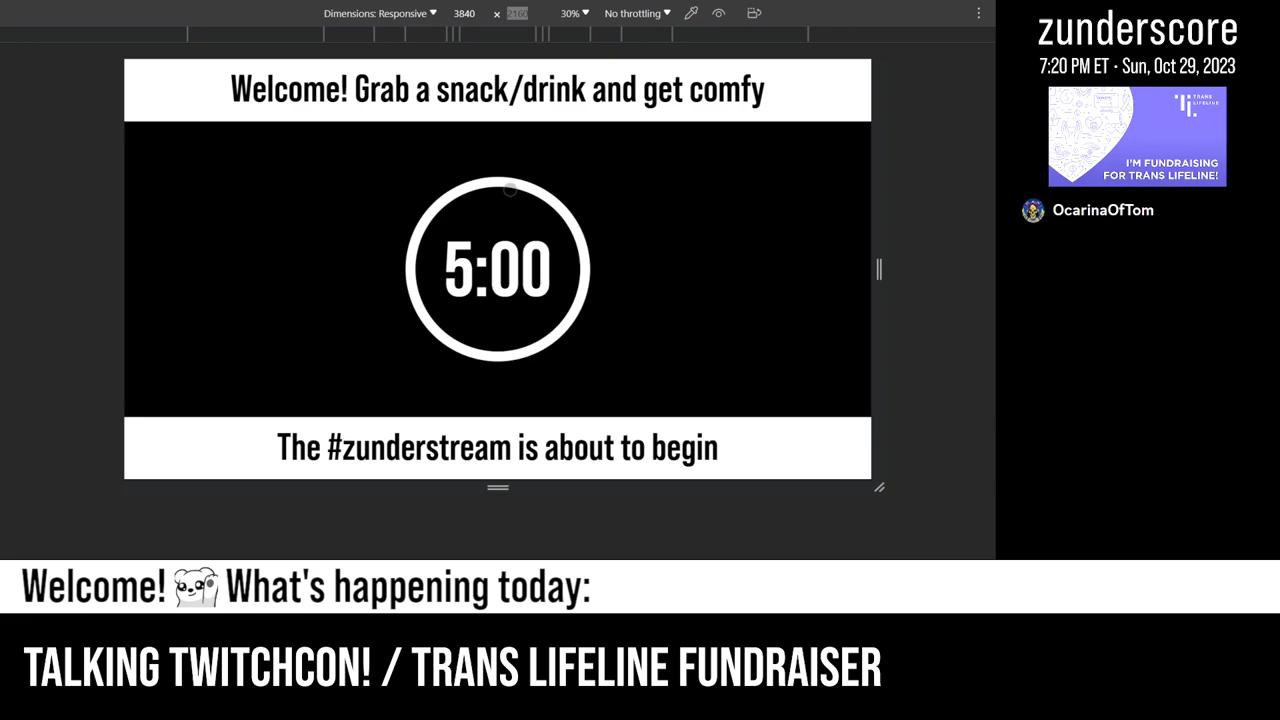 Dimensions: Responsive 3840 x 2160 30% No throttling
Welcome! Grab a snack/drink and get comfy
5:00
The #zunderstream is about to begin
zunderscore
7:20 PM ET · Sun, Oct 29, 2023
TRANS
LIFELINE
I'M FUNDRAISING
FOR TRANS LIFELINE!
OcarinaOfTom
Welcome! What's happening today:
TALKING TWITCHCON! / TRANS LIFELINE FUNDRAISER